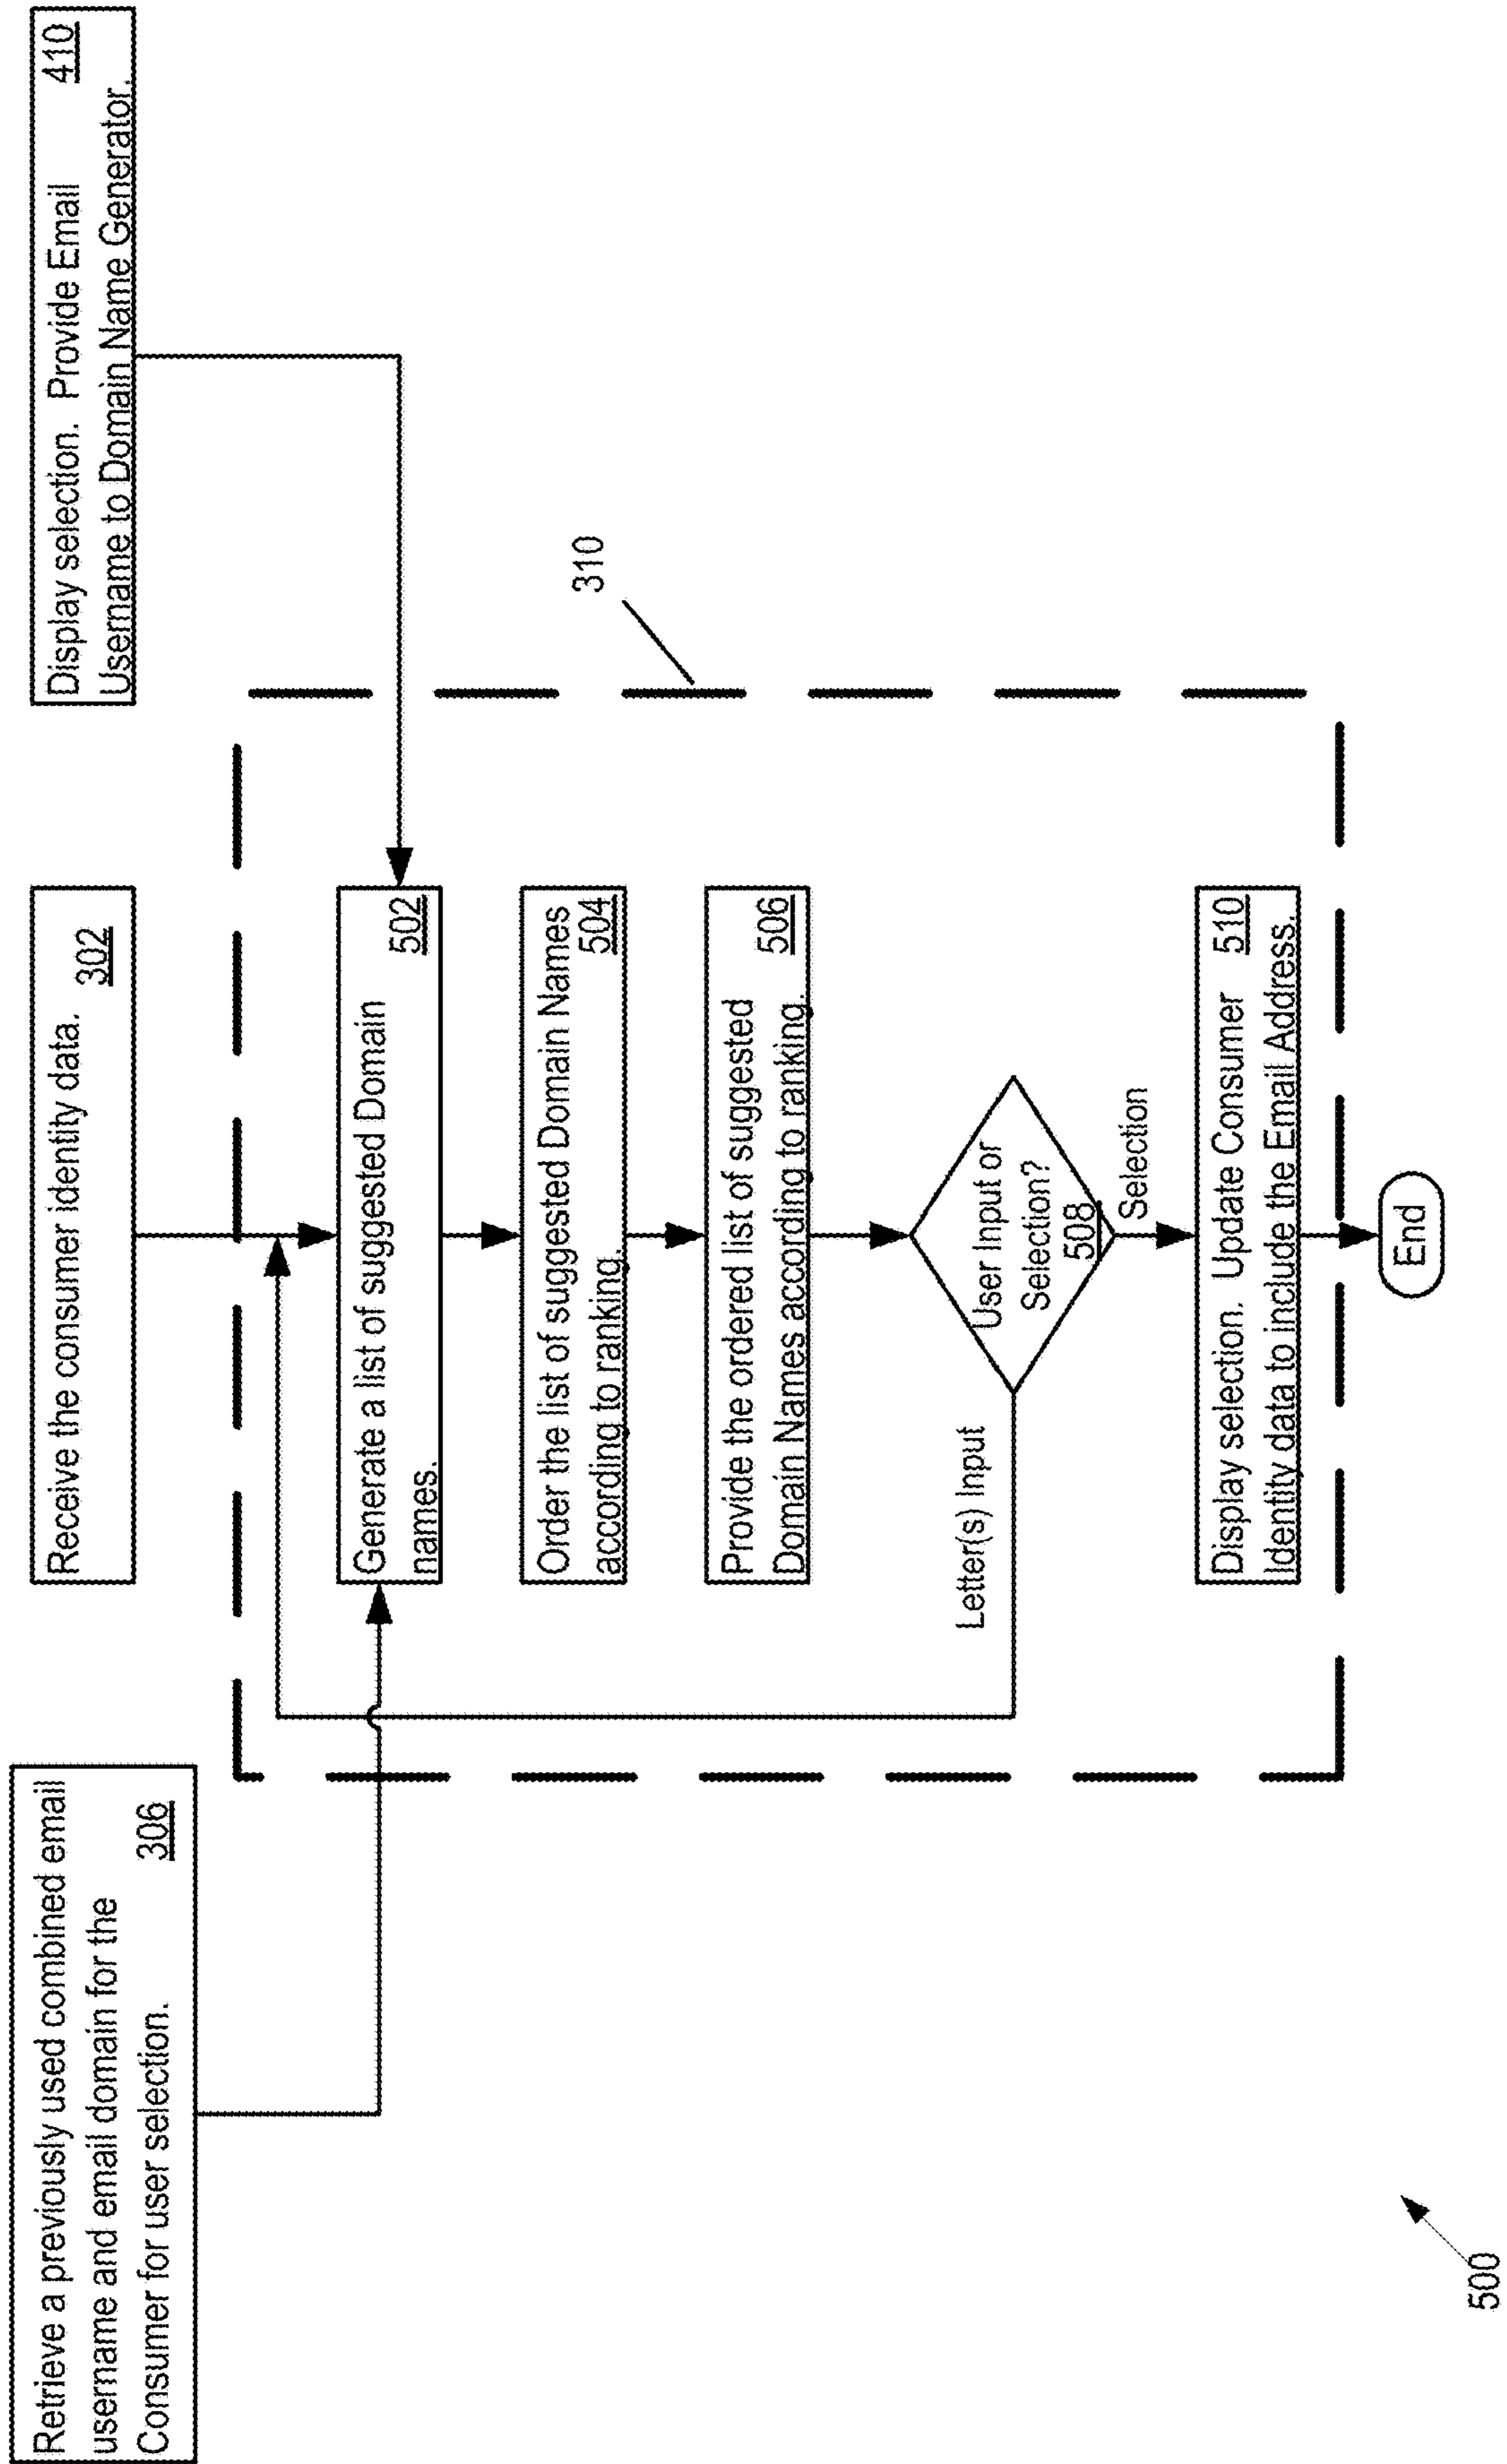 Retrieve a previously used combined email
username and email domain for the
Consumer for user selection.
306
Receive the consumer identity data.
302
Display selection. Provide Email
410
Username to Domain Name Generator.
310
Generate a list of suggested Domain
names.
502
Order the list of suggested Domain Names
according to ranking.
504
Provide the ordered list of suggested
506
Domain Names according to ranking.
User Input or
Selection?
508
Letter(s) Input
Selection
Display selection. Update Consumer
510
Identity data to include the Email Address.
End
500